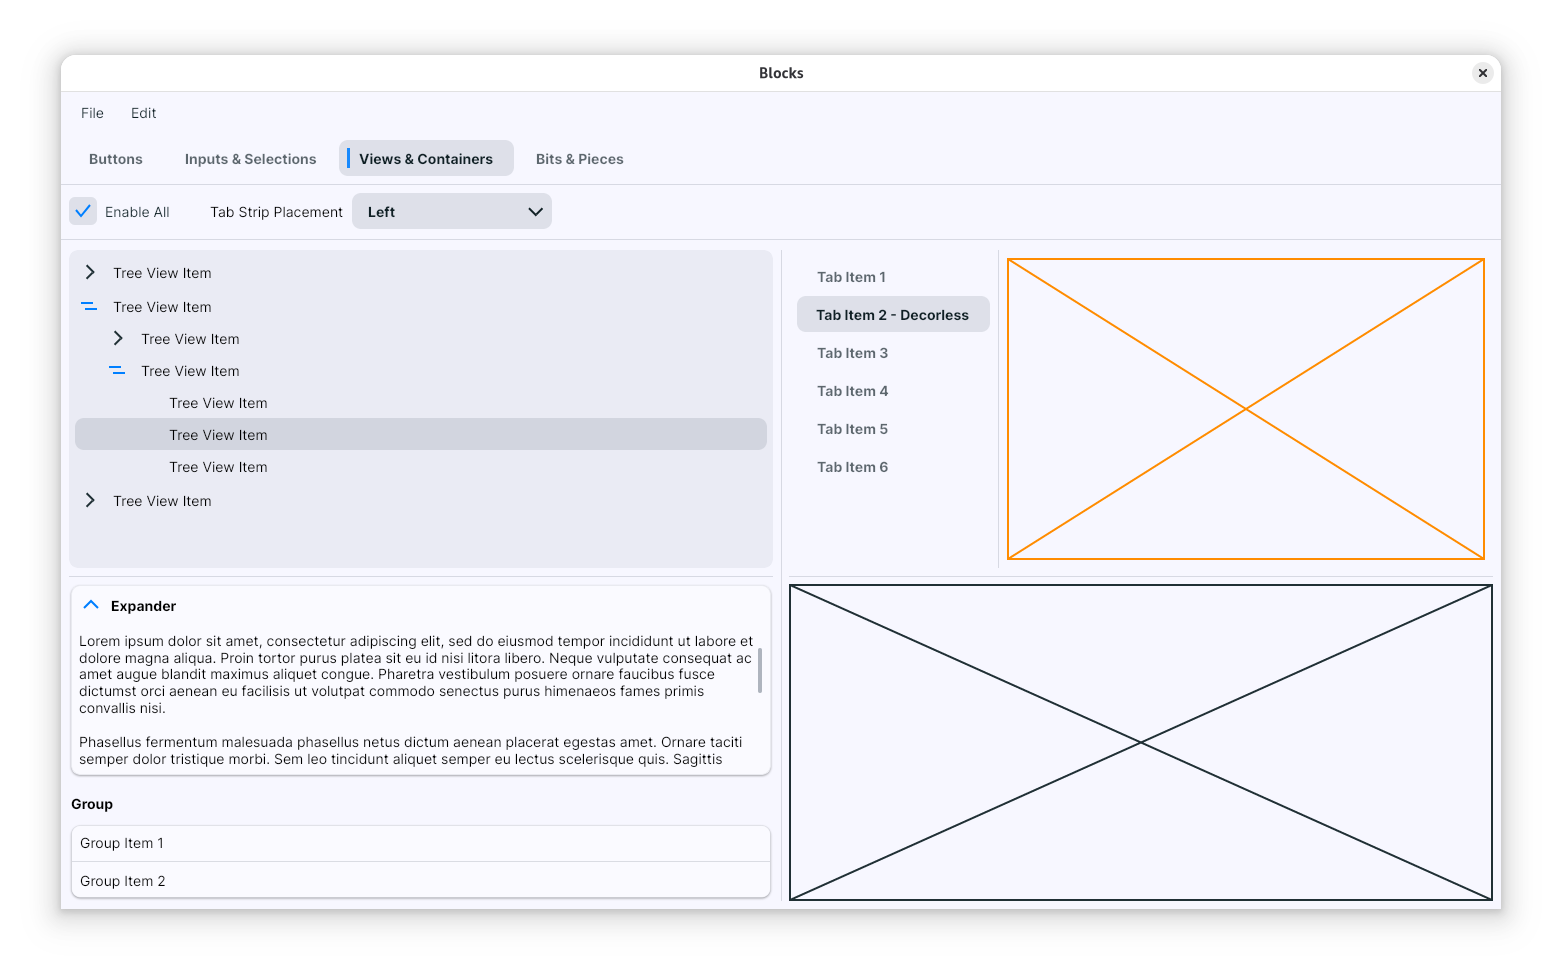 Blocks
File Edit
Buttons Inputs & Selections Views & Containers Bits & Pieces
Enable All Tab Strip Placement Left
Tree View Item
Tree View Item
Tree View Item
Tree View Item
Tree View Item
Tree View Item
Tree View Item
Tree View Item
Tab Item 1
Tab Item 2 - Decorless
Tab Item 3
Tab Item 4
Tab Item 5
Tab Item 6
Expander
Lorem ipsum dolor sit amet, consectetur adipiscing elit, sed do eiusmod tempor incididunt ut labore et
dolore magna aliqua. Proin tortor purus platea sit eu id nisi litora libero. Neque vulputate consequat ac
amet augue blandit maximus aliquet congue. Pharetra vestibulum posuere ornare faucibus fusce
dictumst orci aenean eu facilisis ut volutpat commodo senectus purus himenaeos fames primis
convallis nisi.
Phasellus fermentum malesuada phasellus netus dictum aenean placerat egestas amet. Ornare taciti
semper dolor tristique morbi. Sem leo tincidunt aliquet semper eu lectus scelerisque quis. Sagittis
Group
Group Item 1
Group Item 2